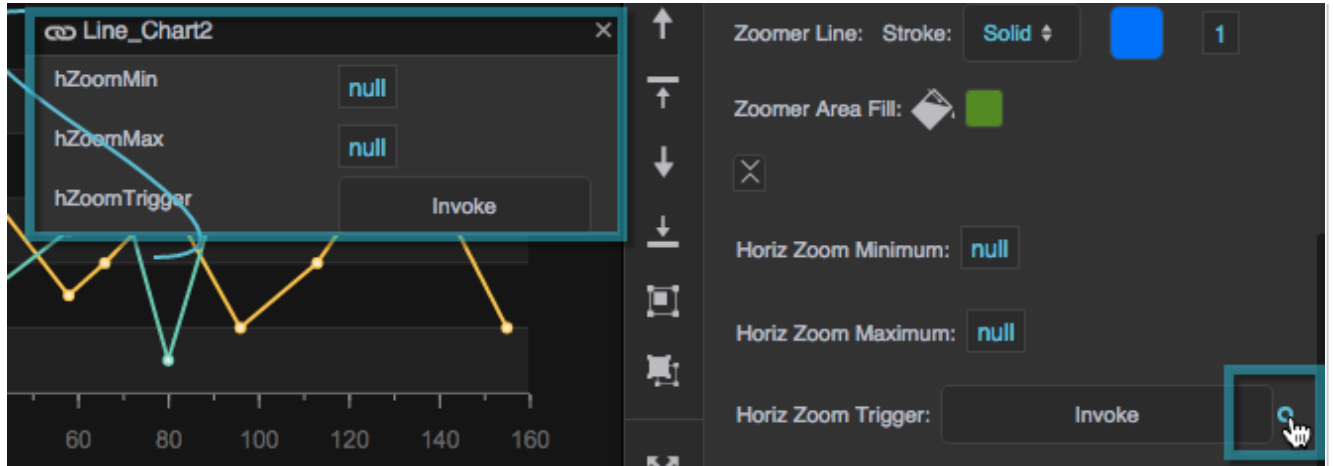 Line_Chart2
hZoomMin null
hZoomMax null
hZoomTrigger Invoke
60 80 100 120 140 160
Zoomer Line: Stroke: Solid 1
Zoomer Area Fill:
Horiz Zoom Minimum: null
Horiz Zoom Maximum: null
Horiz Zoom Trigger: Invoke